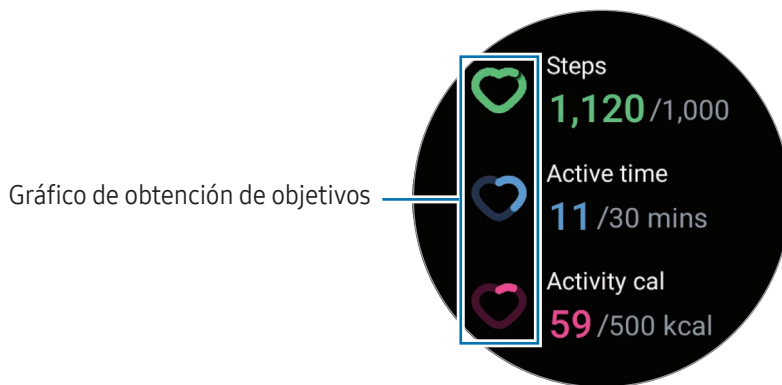 Gráfico de obtención de objetivos
Steps
1,120/1,000
Active time
11/30 mins
Activity cal
59/500 kcal